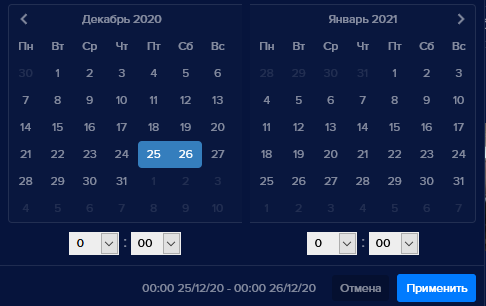 Декабрь 2020
Пн Вт Ср Чт Пт Сб Вс
30 1 2 3 4 5 6
7 8 9 10 11 12 13
14 15 16 17 18 19 20
21 22 23 24 25 26 27
28 29 30 31 1 2 3
4 5 6 7 8 9 10
0 : 00
Январь 2021
Пн Вт Ср Чт Пт Сб Вс
28 29 30 31 1 2 3
4 5 6 7 8 9 10
11 12 13 14 15 16 17
18 19 20 21 22 23 24
25 26 27 28 29 30 31
1 2 3 4 5 6 7
0 : 00
00:00 25/12/20 - 00:00 26/12/20
Отмена
Применить